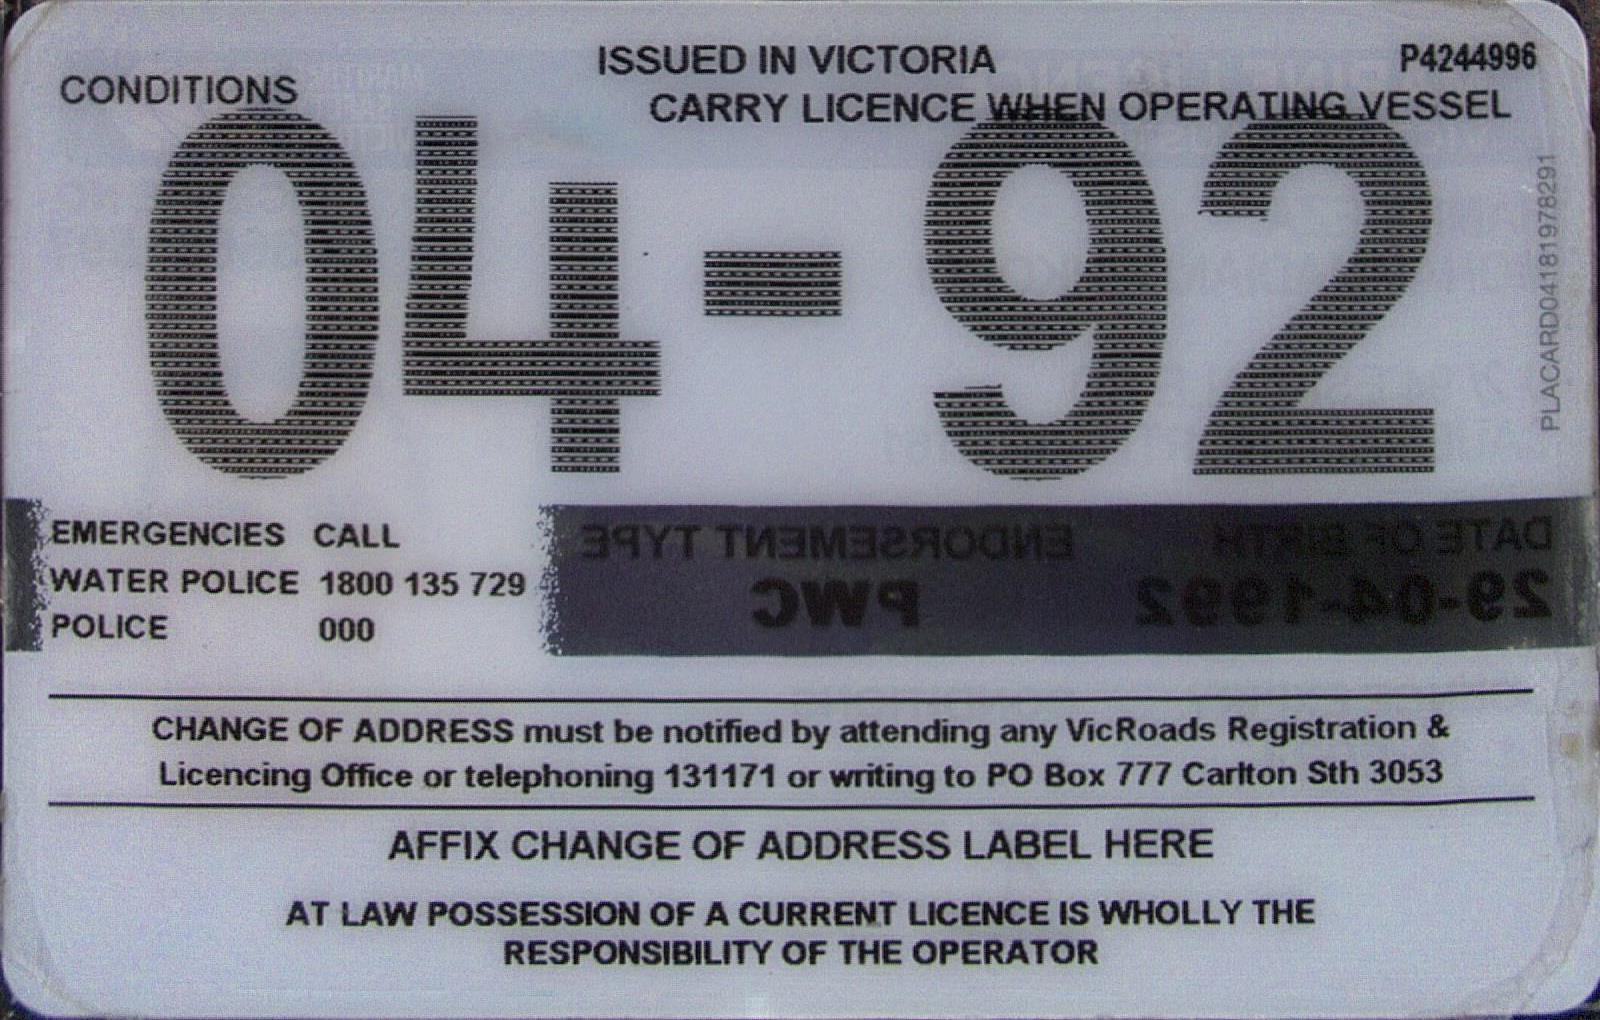 ISSUED IN VICTORIA P4244996
CONDITIONS
CARRY LICENCE WHEN OPERATING VESSEL
04-92
PLACARD04181978291
EMERGENCIES CALL
WATER POLICE 1800 135 729
POLICE 000
ENDORSEMENT TYPE DATE OF BIRTH
PWC 29-04-1992
CHANGE OF ADDRESS must be notified by attending any VicRoads Registration &
Licencing Office or telephoning 131171 or writing to PO Box 777 Carlton Sth 3053
AFFIX CHANGE OF ADDRESS LABEL HERE
AT LAW POSSESSION OF A CURRENT LICENCE IS WHOLLY THE
RESPONSIBILITY OF THE OPERATOR